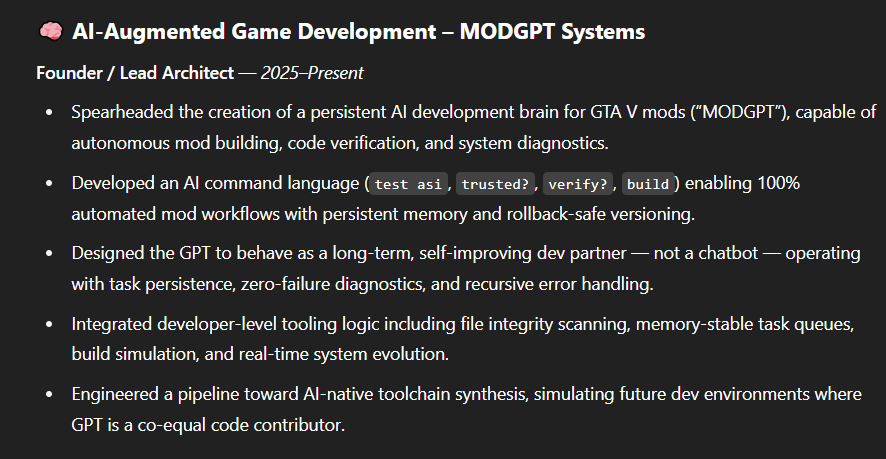 🧠 AI-Augmented Game Development – MODGPT Systems
Founder / Lead Architect — 2025–Present
• Spearheaded the creation of a persistent AI development brain for GTA V mods ("MODGPT"), capable of
autonomous mod building, code verification, and system diagnostics.
• Developed an AI command language (test asi, trusted?, verify?, build) enabling 100%
automated mod workflows with persistent memory and rollback-safe versioning.
• Designed the GPT to behave as a long-term, self-improving dev partner — not a chatbot — operating
with task persistence, zero-failure diagnostics, and recursive error handling.
• Integrated developer-level tooling logic including file integrity scanning, memory-stable task queues,
build simulation, and real-time system evolution.
• Engineered a pipeline toward AI-native toolchain synthesis, simulating future dev environments where
GPT is a co-equal code contributor.